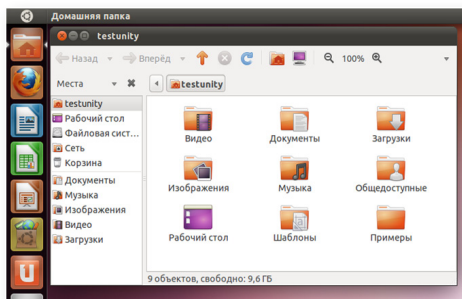 Домашняя папка
testunity
Назад Вперёд 100%
Места testunity
testunity
Рабочий стол
Файловая сист...
Сеть
Корзина
Документы
Музыка
Изображения
Видео
Загрузки
Видео Документы Загрузки
Изображения Музыка Общедоступные
Рабочий стол Шаблоны Примеры
9 объектов, свободно: 9,6 ГБ